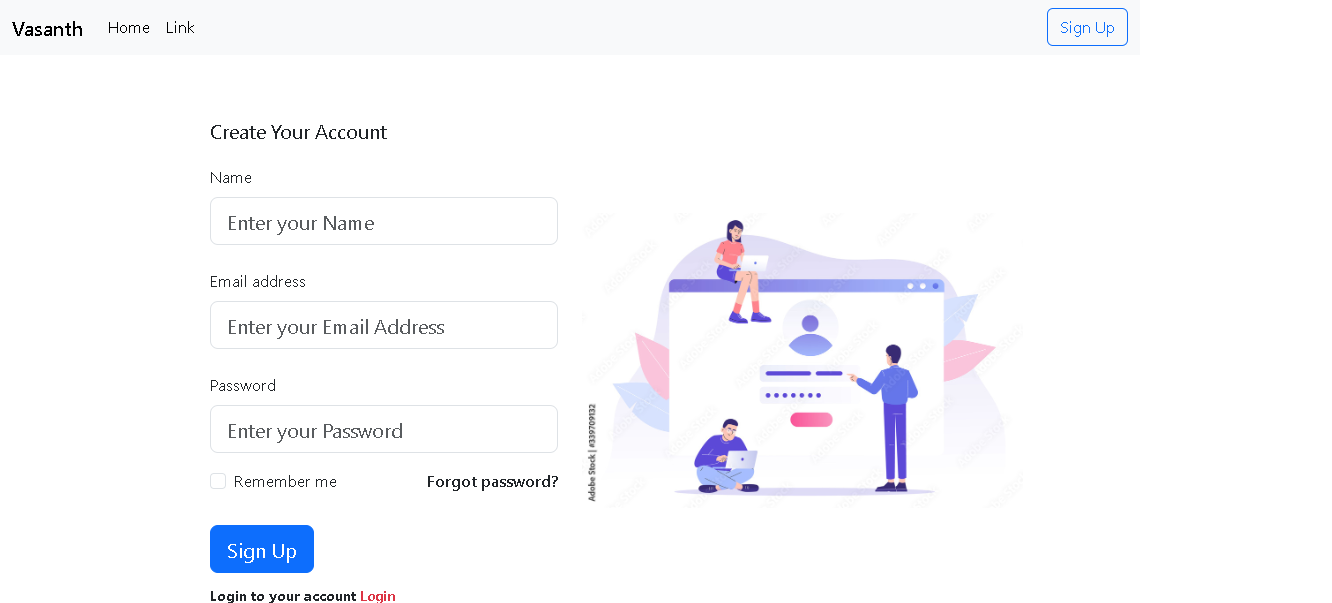 Vasanth Home Link Sign Up
Create Your Account
Name
Enter your Name
Email address
Enter your Email Address
Password
Enter your Password
Remember me Forgot password?
Sign Up
Login to your account Login
Adobe Stock | #339709132